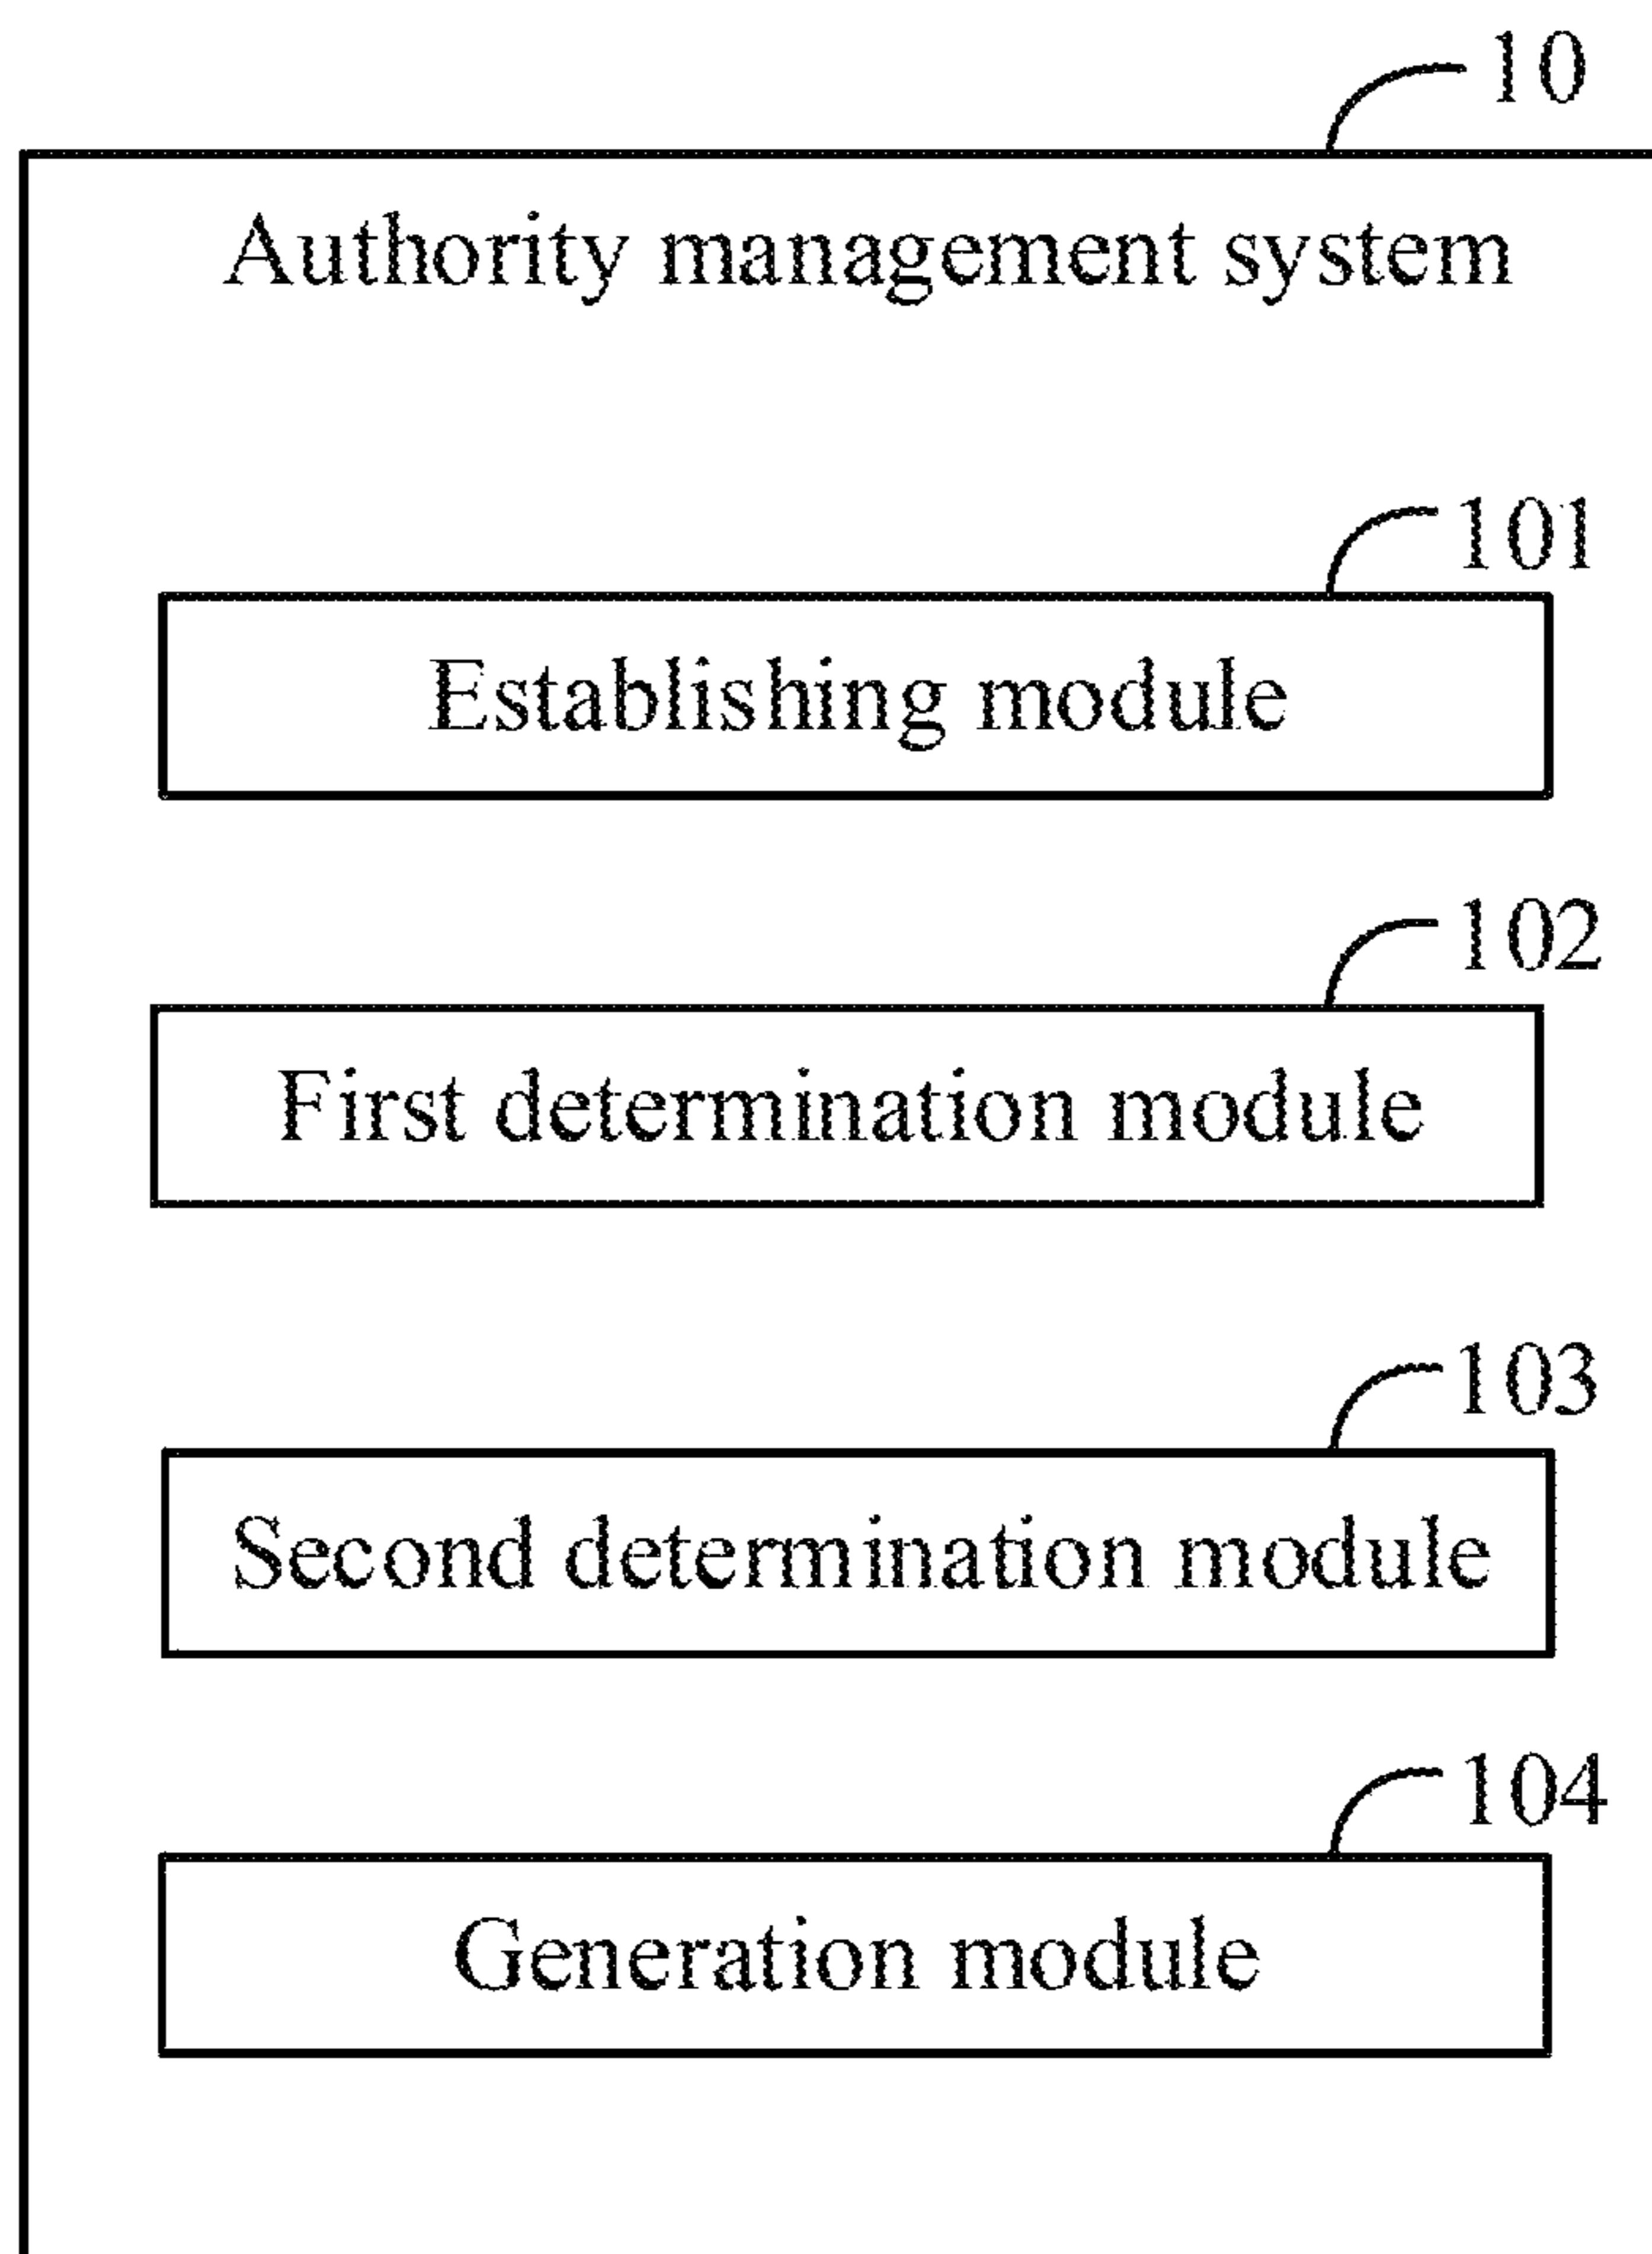 10
Authority management system
101
Establishing module
102
First determination module
103
Second determination module
104
Generation module